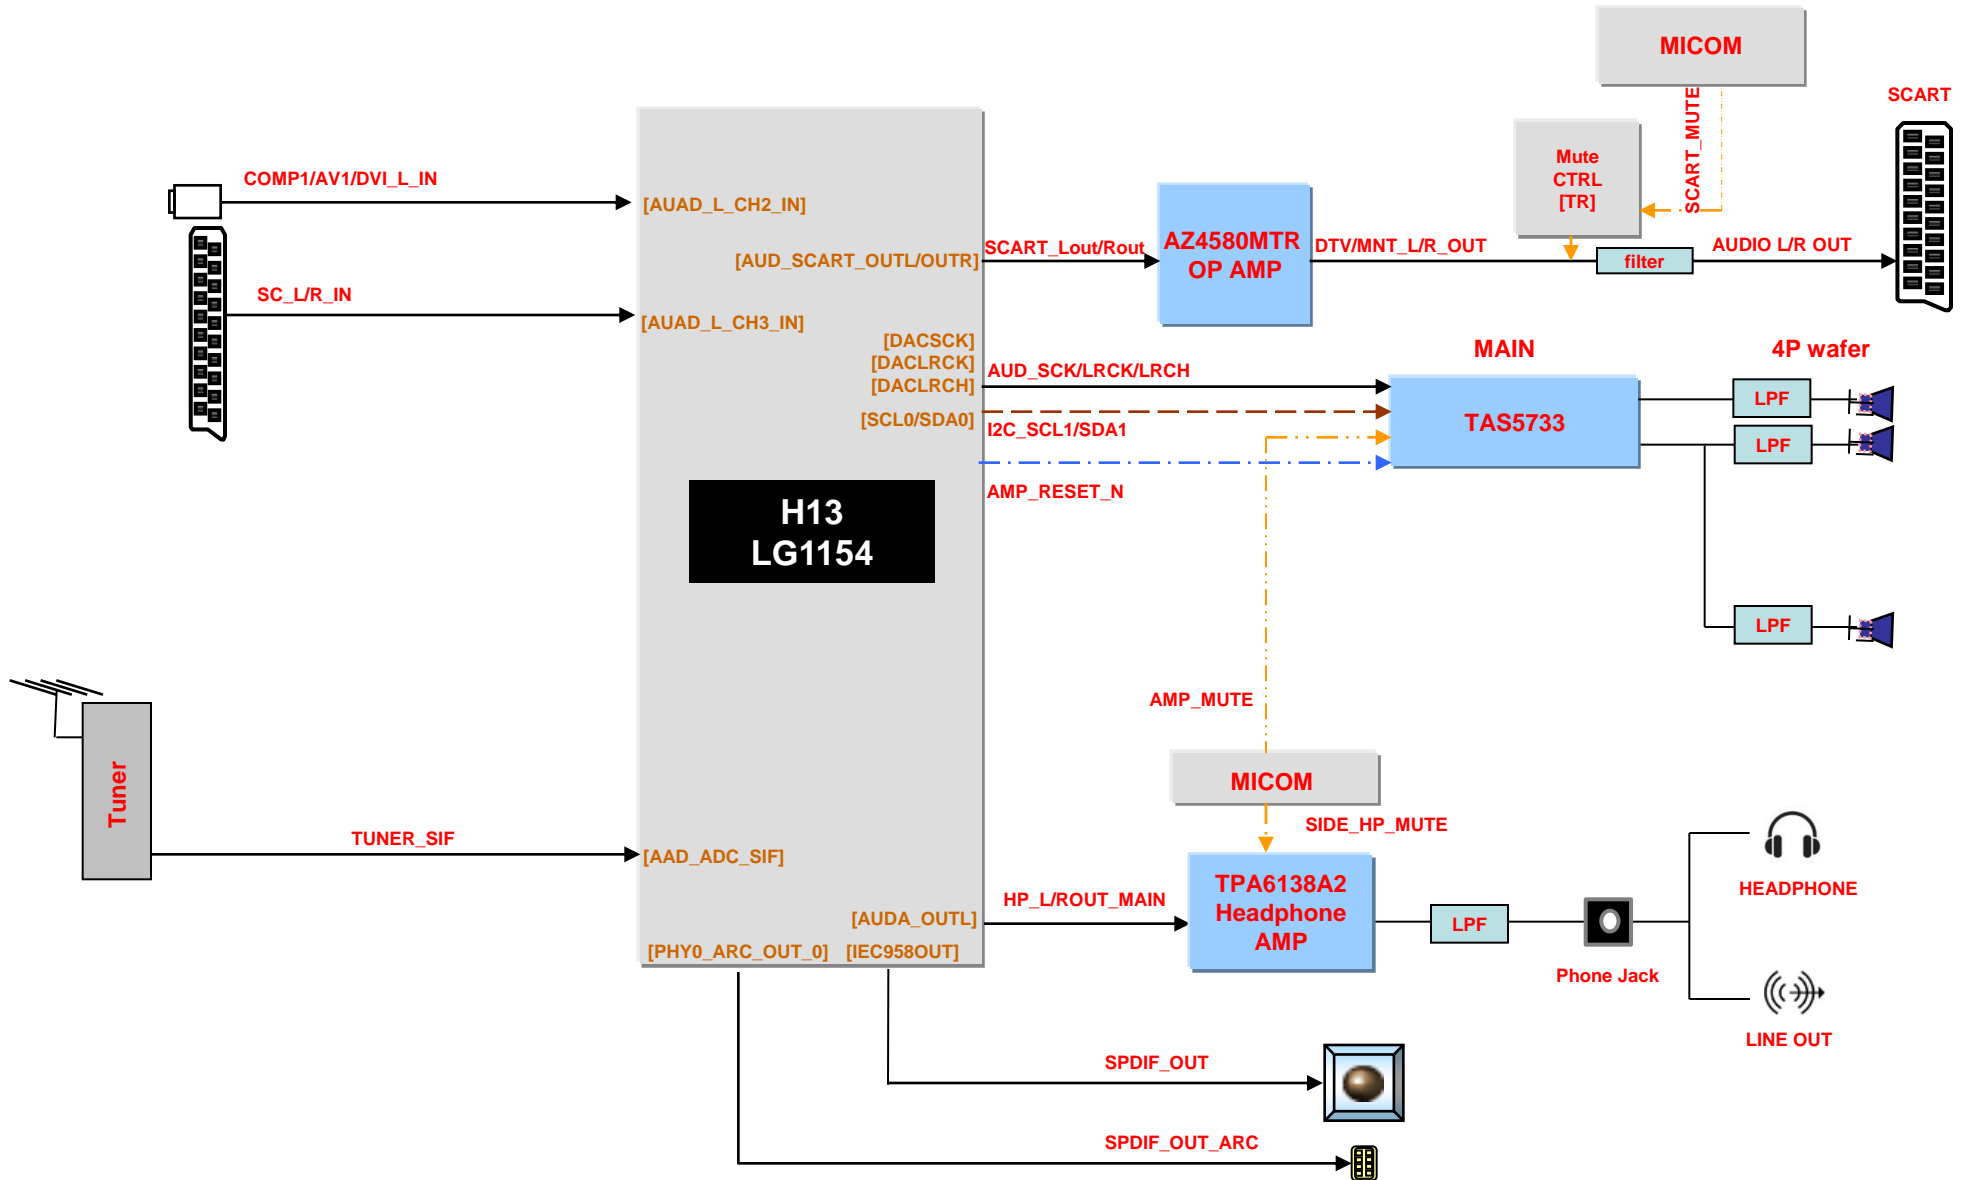 MICOM
SCART
SCART_MUTE
Mute
CTRL
[TR]
COMP1/AV1/DVI_L_IN
[AUAD_L_CH2_IN]
SCART_Lout/Rout
AZ4580MTR
OP AMP
DTV/MNT_L/R_OUT
AUDIO L/R OUT
filter
[AUD_SCART_OUTL/OUTR]
SC_L/R_IN
[AUAD_L_CH3_IN]
[DACSCK]
[DACLRCK]
[DACLRCH]
[SCL0/SDA0]
AUD_SCK/LRCK/LRCH
I2C_SCL1/SDA1
AMP_RESET_N
MAIN
4P wafer
TAS5733
LPF
LPF
LPF
H13
LG1154
AMP_MUTE
MICOM
SIDE_HP_MUTE
Tuner
TUNER_SIF
[AAD_ADC_SIF]
[AUDA_OUTL]
HP_L/ROUT_MAIN
TPA6138A2
Headphone
AMP
LPF
Phone Jack
HEADPHONE
LINE OUT
[PHY0_ARC_OUT_0]
[IEC958OUT]
SPDIF_OUT
SPDIF_OUT_ARC